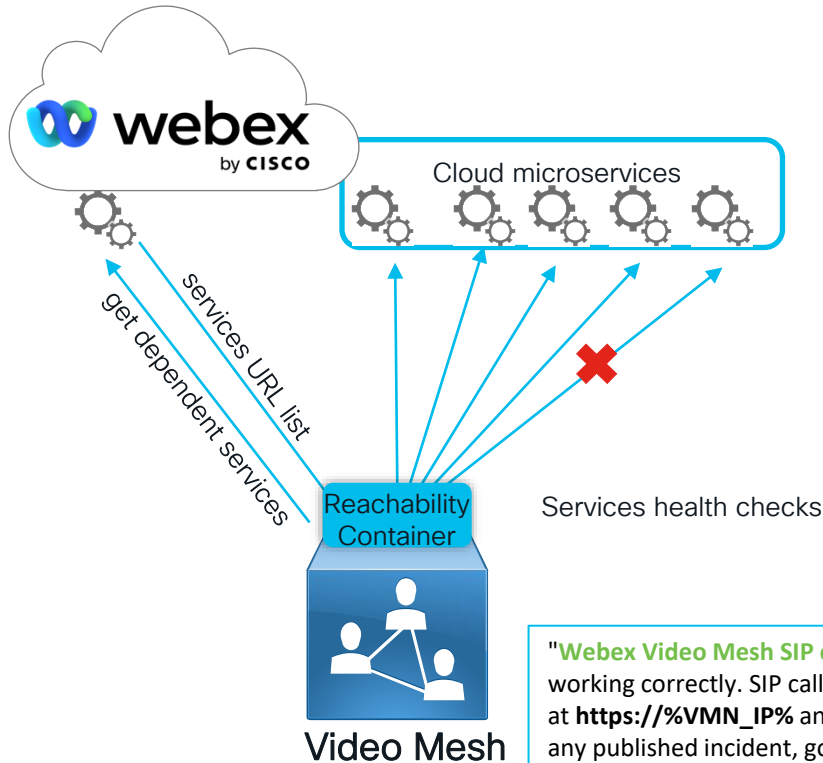 webex
by CISCO
Cloud microservices
services URL list
get dependent services
Reachability
Container
Services health checks
Video Mesh
"Webex Video Mesh SIP
working correctly. SIP call
at https://%VMN_IP% an
any published incident, go